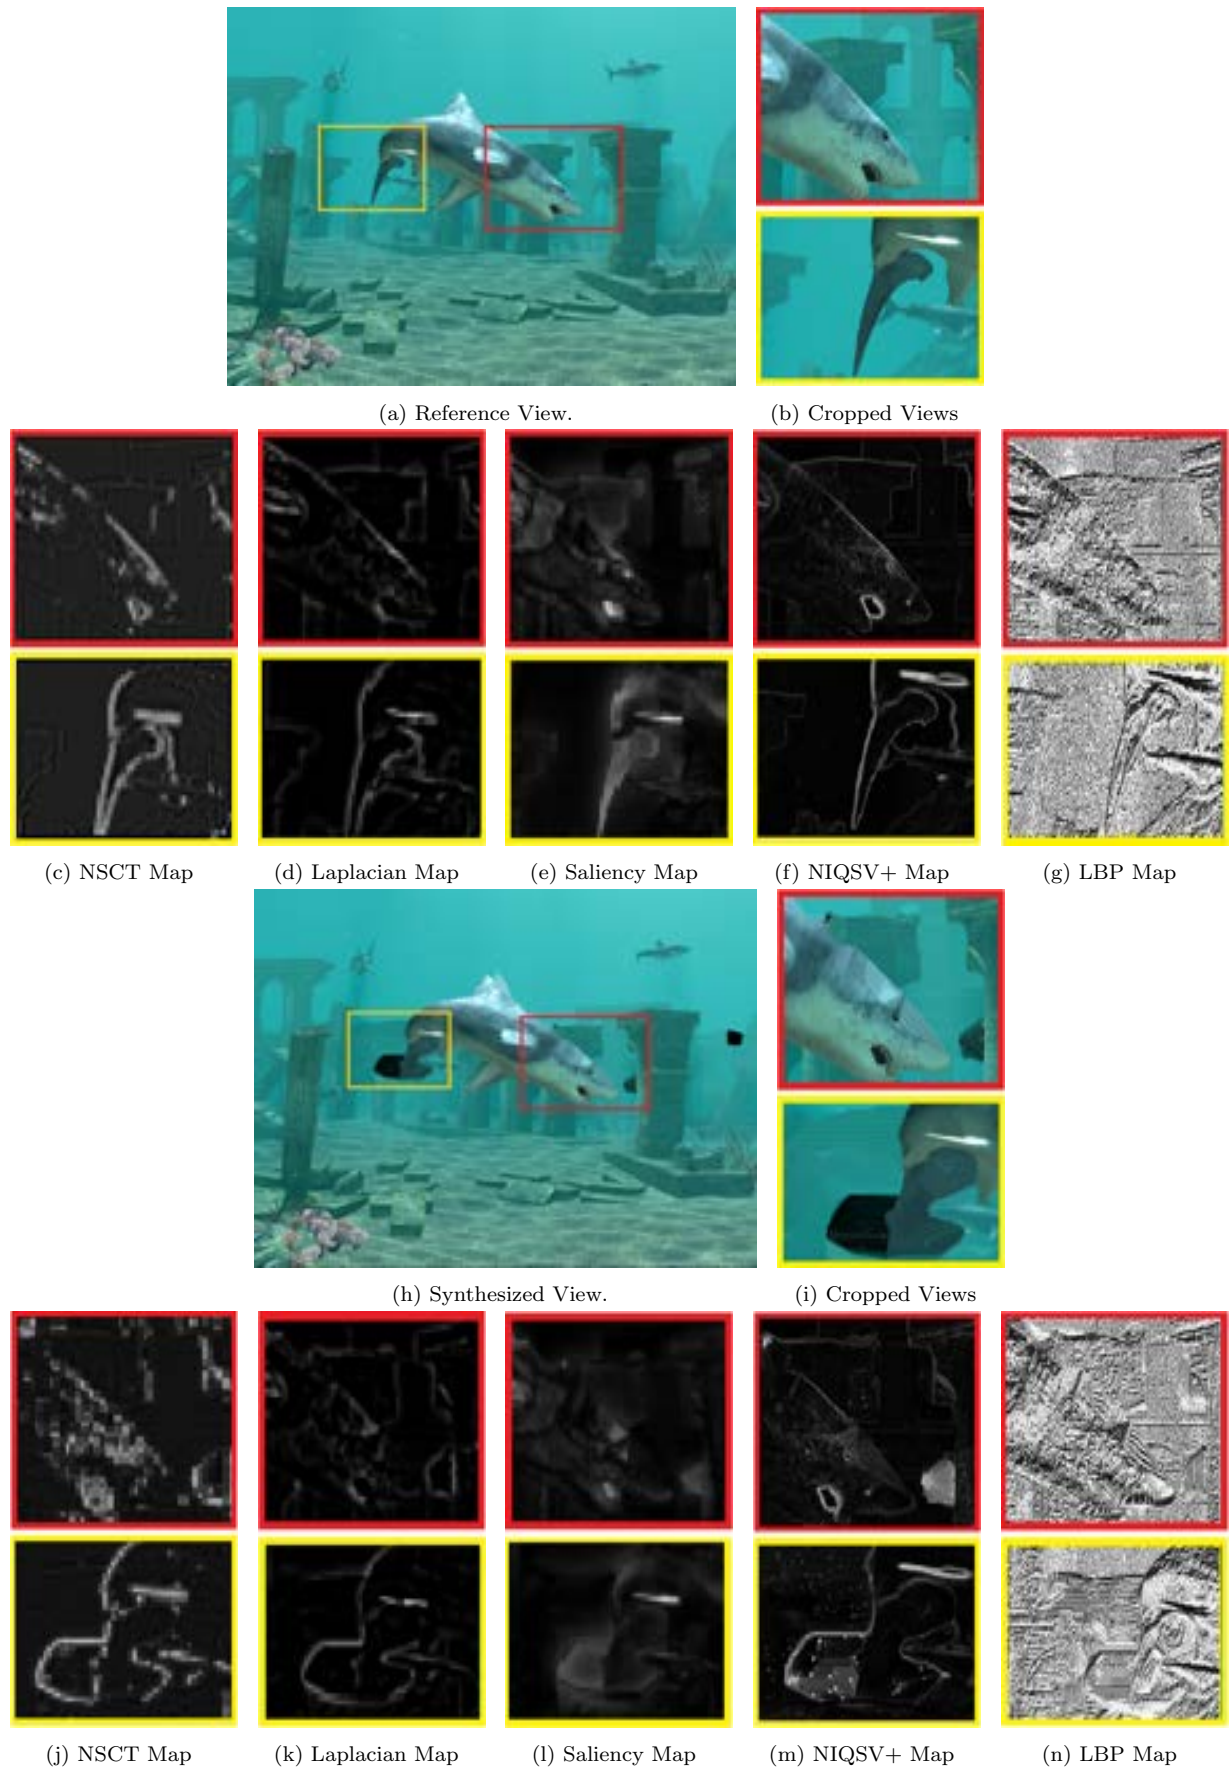 (a) Reference View.
(b) Cropped Views
(c) NSCT Map
(d) Laplacian Map
(e) Saliency Map
(f) NIQSV+ Map
(g) LBP Map
(h) Synthesized View.
(i) Cropped Views
(j) NSCT Map
(k) Laplacian Map
(l) Saliency Map
(m) NIQSV+ Map
(n) LBP Map